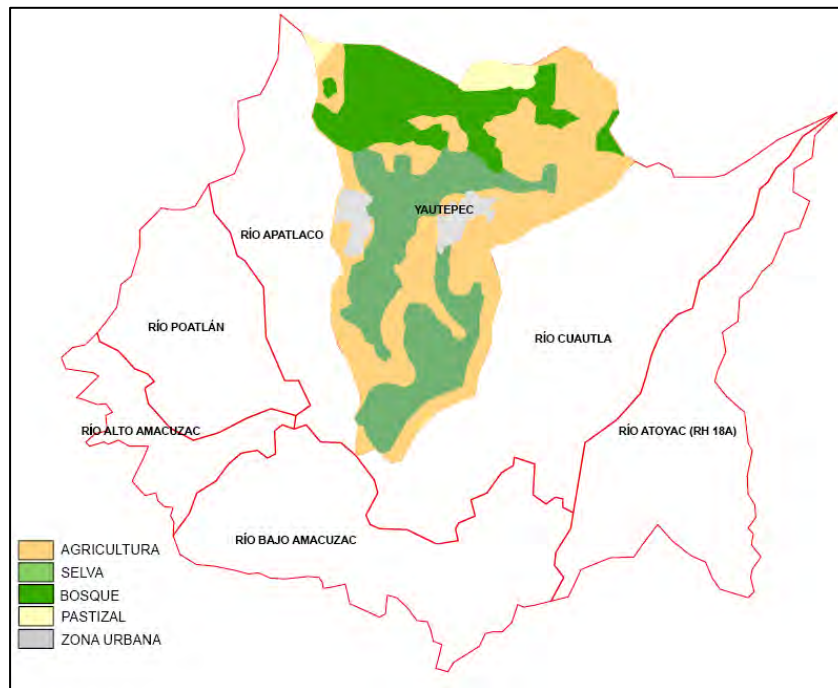 YAUTEPEC
RÍO APATLACO
RÍO POATLÁN
RÍO CUAUTLA
RÍO ALTO AMACUZAC
RÍO ATOYAC (RH 18A)
RÍO BAJO AMACUZAC
AGRICULTURA
SELVA
BOSQUE
PASTIZAL
ZONA URBANA